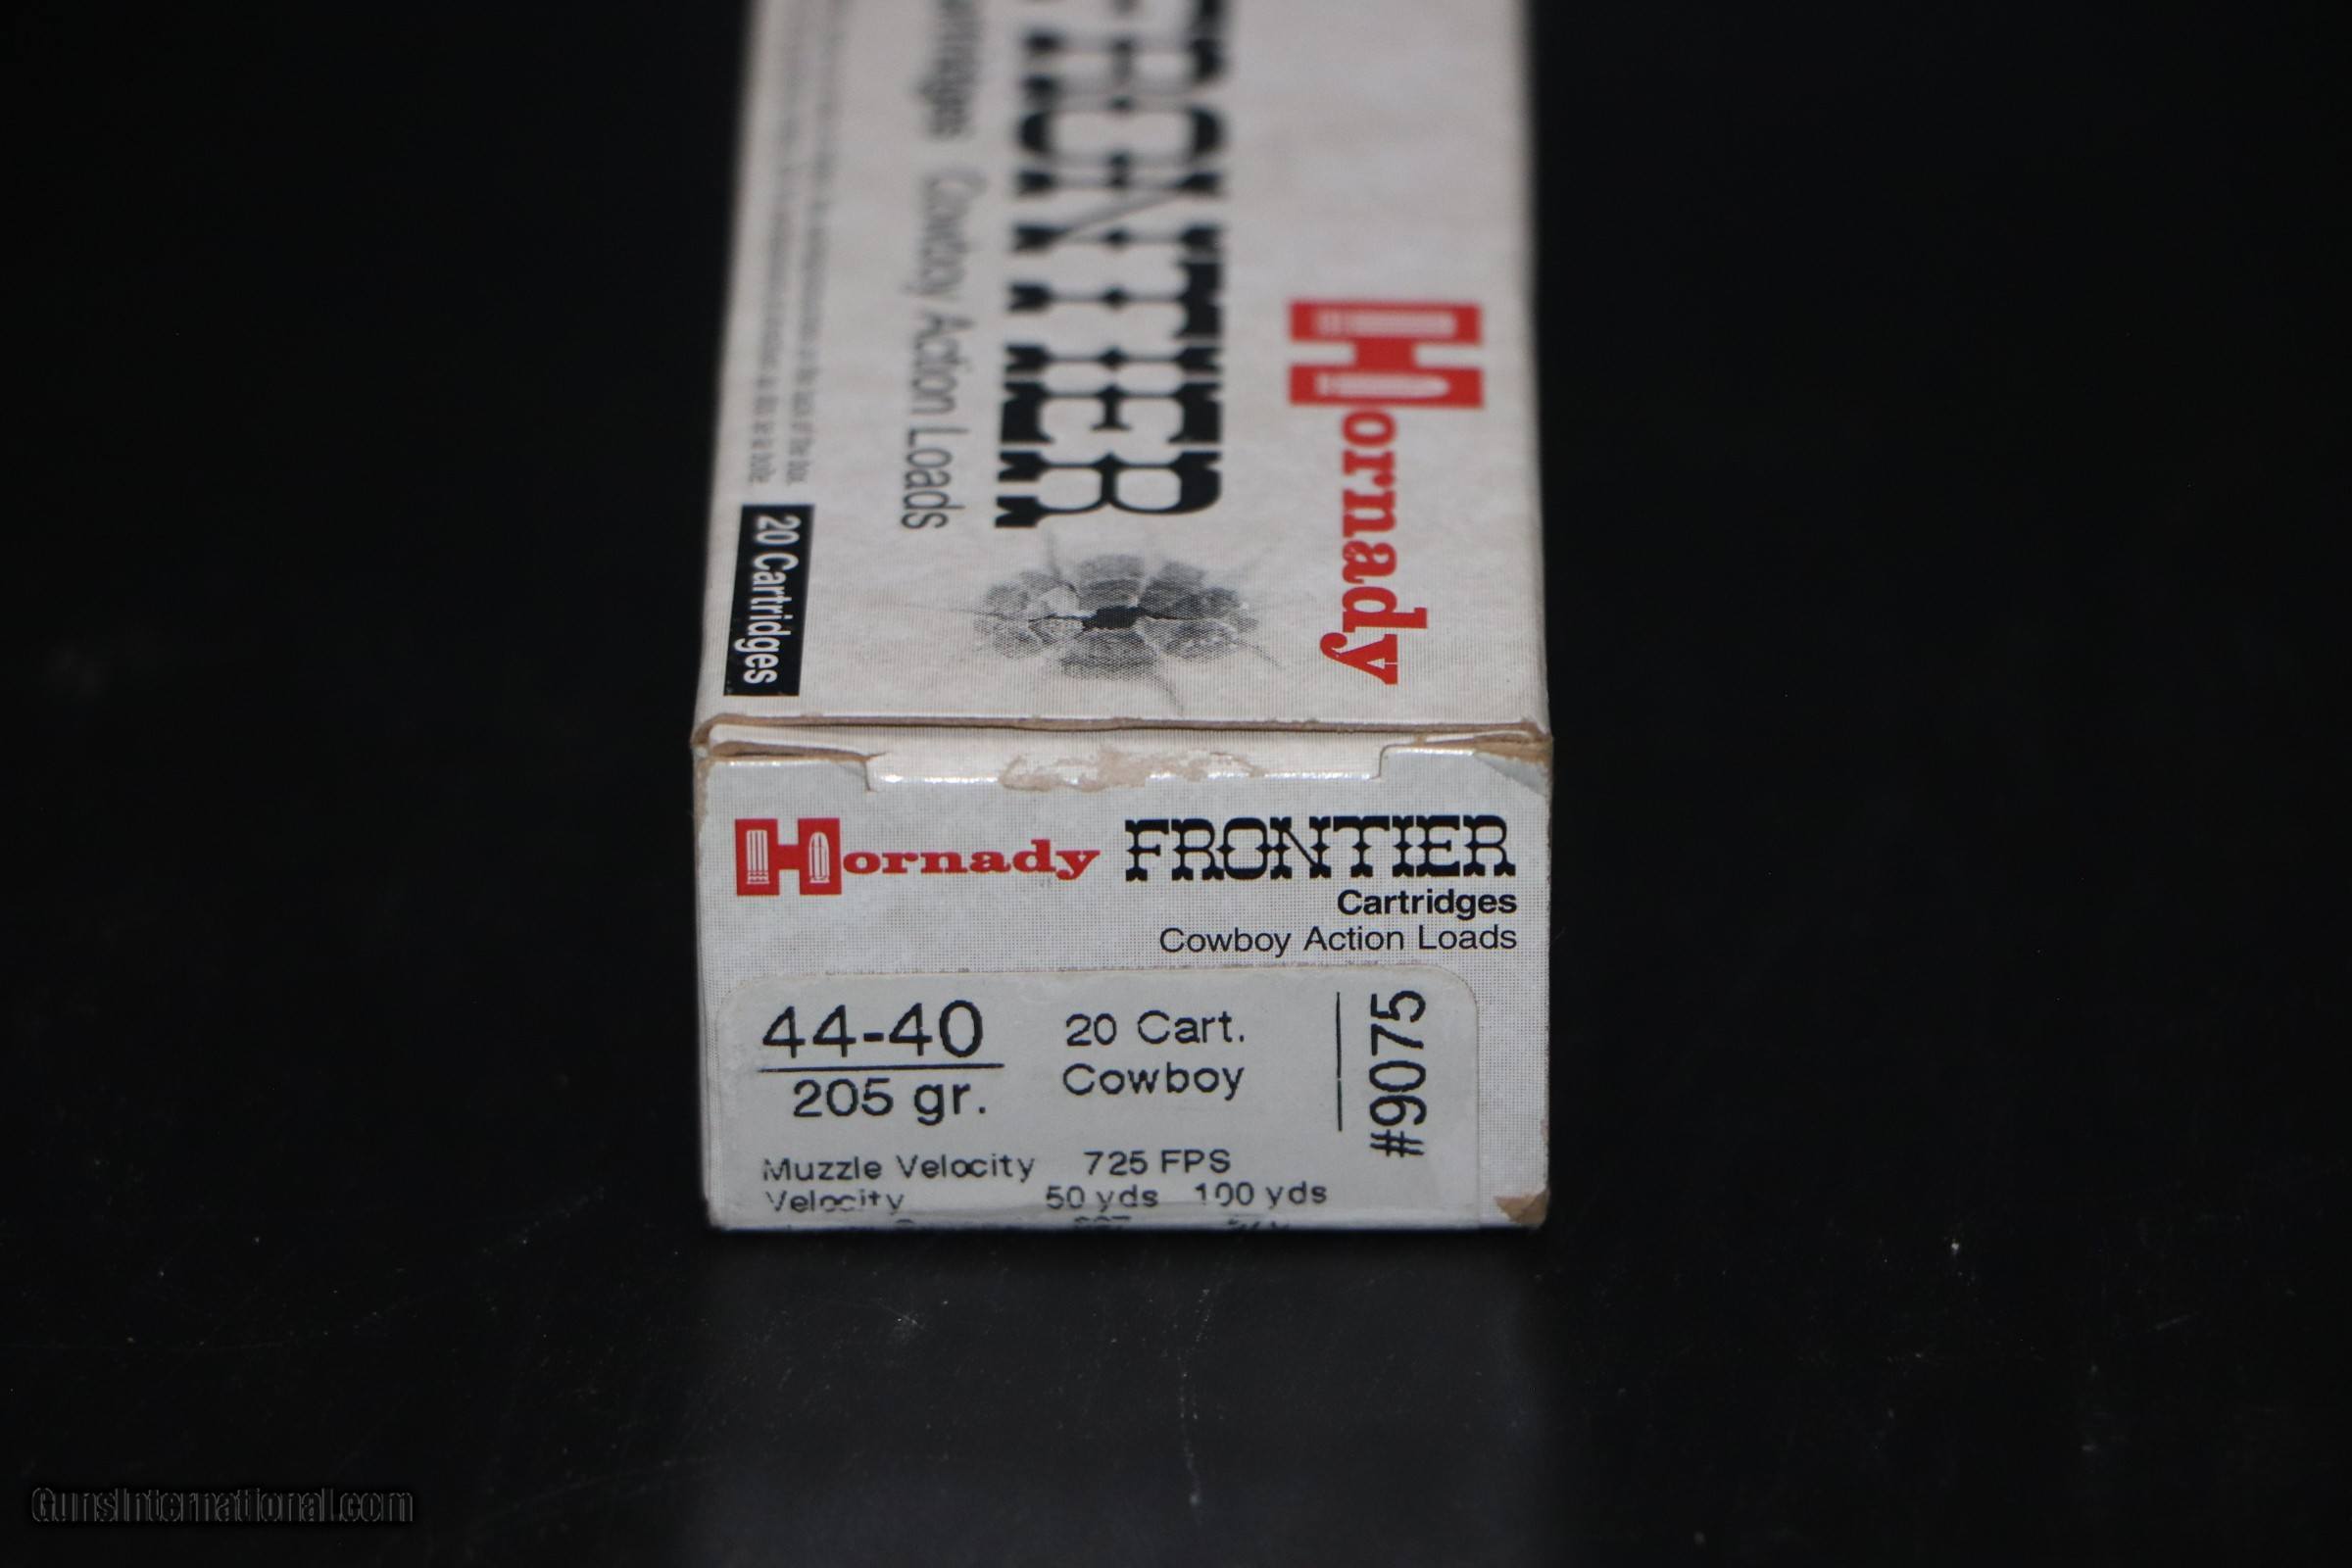 Hornady
FRONTIER
Cowboy Action Loads
20 Cartridges
Hornady FRONTIER
Cartridges
Cowboy Action Loads
44-40
205 gr.
20 Cart.
Cowboy
#9075
Muzzle Velocity 725 FPS
Velocity 50 yds 100 yds
GunsInternational.com